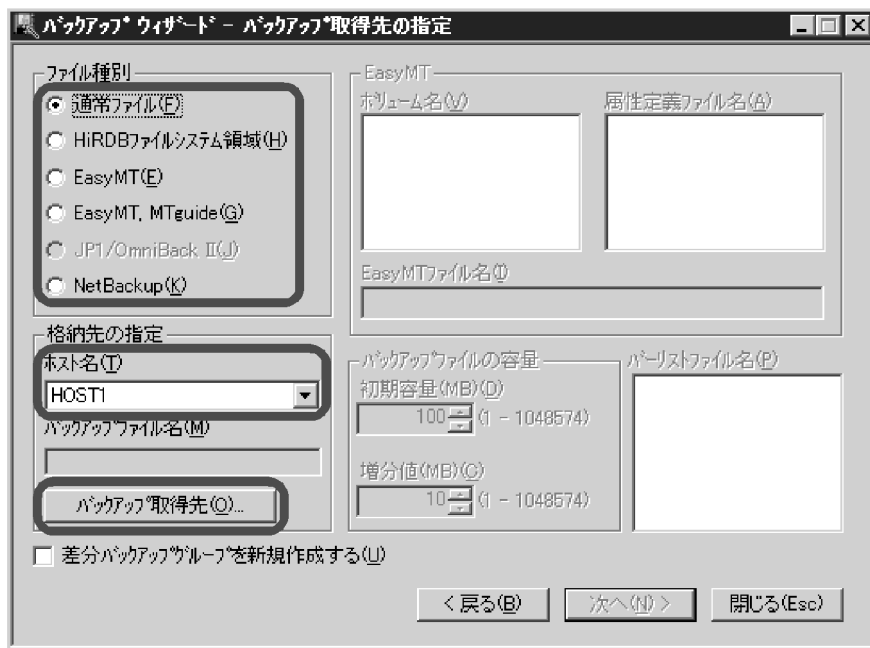 バックアップ ウィザード - バックアップ取得先の指定
ファイル種別
通常ファイル(F)
HiRDBファイルシステム領域(H)
EasyMT(E)
EasyMT, MTguide(G)
JP1/OmniBack II(J)
NetBackup(K)
格納先の指定
ホスト名(T)
HOST1
バックアップファイル名(M)
バックアップ取得先(O)...
EasyMT
ボリューム名(V)
属性定義ファイル名(A)
EasyMTファイル名(I)
バックアップファイルの容量
初期容量(MB)(D)
100 (1 - 1048574)
増分値(MB)(C)
10 (1 - 1048574)
バーリストファイル名(P)
差分バックアップグループを新規作成する(U)
< 戻る(B)
次へ(N) >
閉じる(Esc)